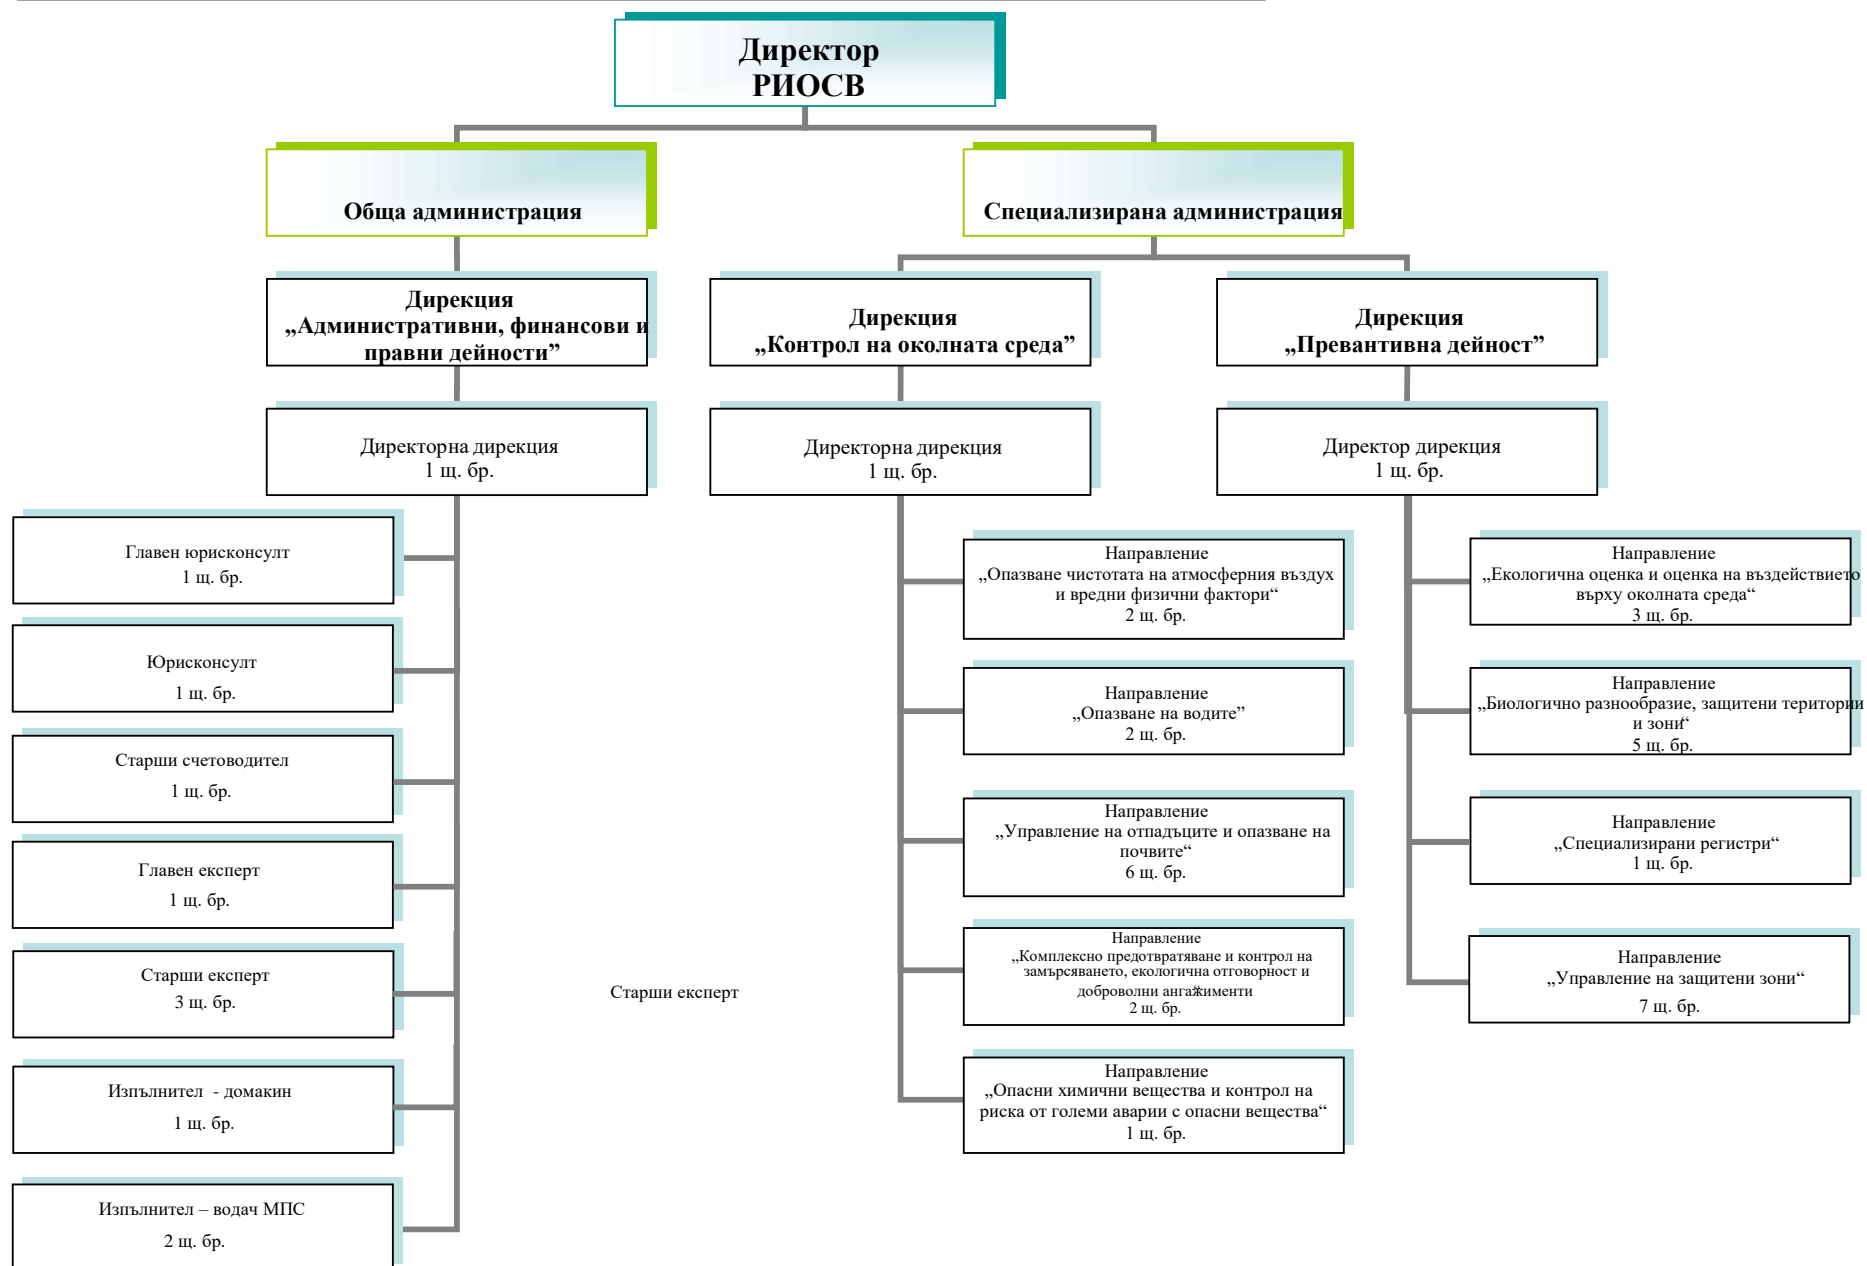 Директор
РИОСВ
Обща администрация
Специализирана администрация
Дирекция
„Административни, финансови и
правни дейности”
Дирекция
„Контрол на околната среда”
Дирекция
„Превантивна дейност”
Директорна дирекция
1 щ. бр.
Директорна дирекция
1 щ. бр.
Директор дирекция
1 щ. бр.
Главен юрисконсулт
1 щ. бр.
Юрисконсулт
1 щ. бр.
Старши счетоводител
1 щ. бр.
Главен експерт
1 щ. бр.
Старши експерт
3 щ. бр.
Изпълнител - домакин
1 щ. бр.
Изпълнител – водач МПС
2 щ. бр.
Старши експерт
Направление
„Опазване чистотата на атмосферния въздух
и вредни физични фактори“
2 щ. бр.
Направление
„Опазване на водите”
2 щ. бр.
Направление
„Управление на отпадъците и опазване на
почвите“
6 щ. бр.
Направление
„Комплексно предотвратяване и контрол на
замърсяването, екологична отговорност и
доброволни ангажименти
2 щ. бр.
Направление
„Опасни химични вещества и контрол на
риска от големи аварии с опасни вещества“
1 щ. бр.
Направление
„Екологична оценка и оценка на въздействието
върху околната среда“
3 щ. бр.
Направление
„Биологично разнообразие, защитени територии
и зони“
5 щ. бр.
Направление
„Специализирани регистри“
1 щ. бр.
Направление
„Управление на защитени зони“
7 щ. бр.